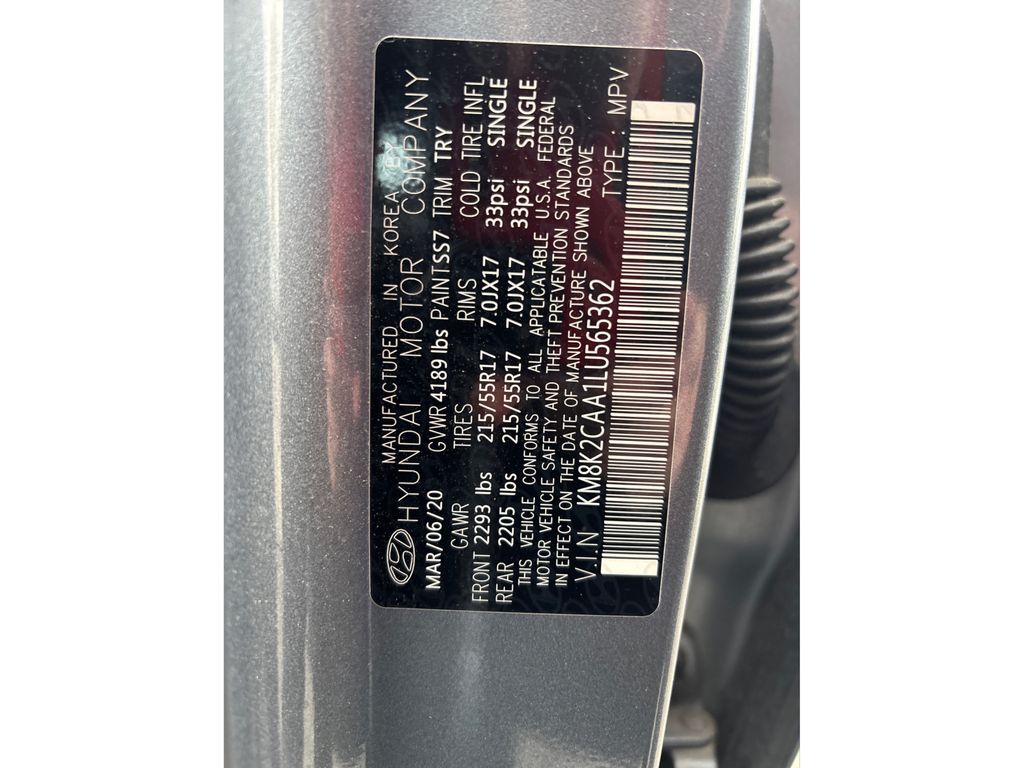 MANUFACTURED IN KOREA BY
HYUNDAI MOTOR COMPANY
MAR/06/20 GVWR 4189 lbs PAINT SS7 TRIM TRY
GAWR TIRES RIMS COLD TIRE INFL
FRONT 2293 lbs 215/55R17 7.0JX17 33psi SINGLE
REAR 2205 lbs 215/55R17 7.0JX17 33psi SINGLE
THIS VEHICLE CONFORMS TO ALL APPLICATABLE U.S.A. FEDERAL
MOTOR VEHICLE SAFETY AND THEFT PREVENTION STANDARDS
IN EFFECT ON THE DATE OF MANUFACTURE SHOWN ABOVE
V.I.N KM8K2CAA1LU565362 TYPE : MPV